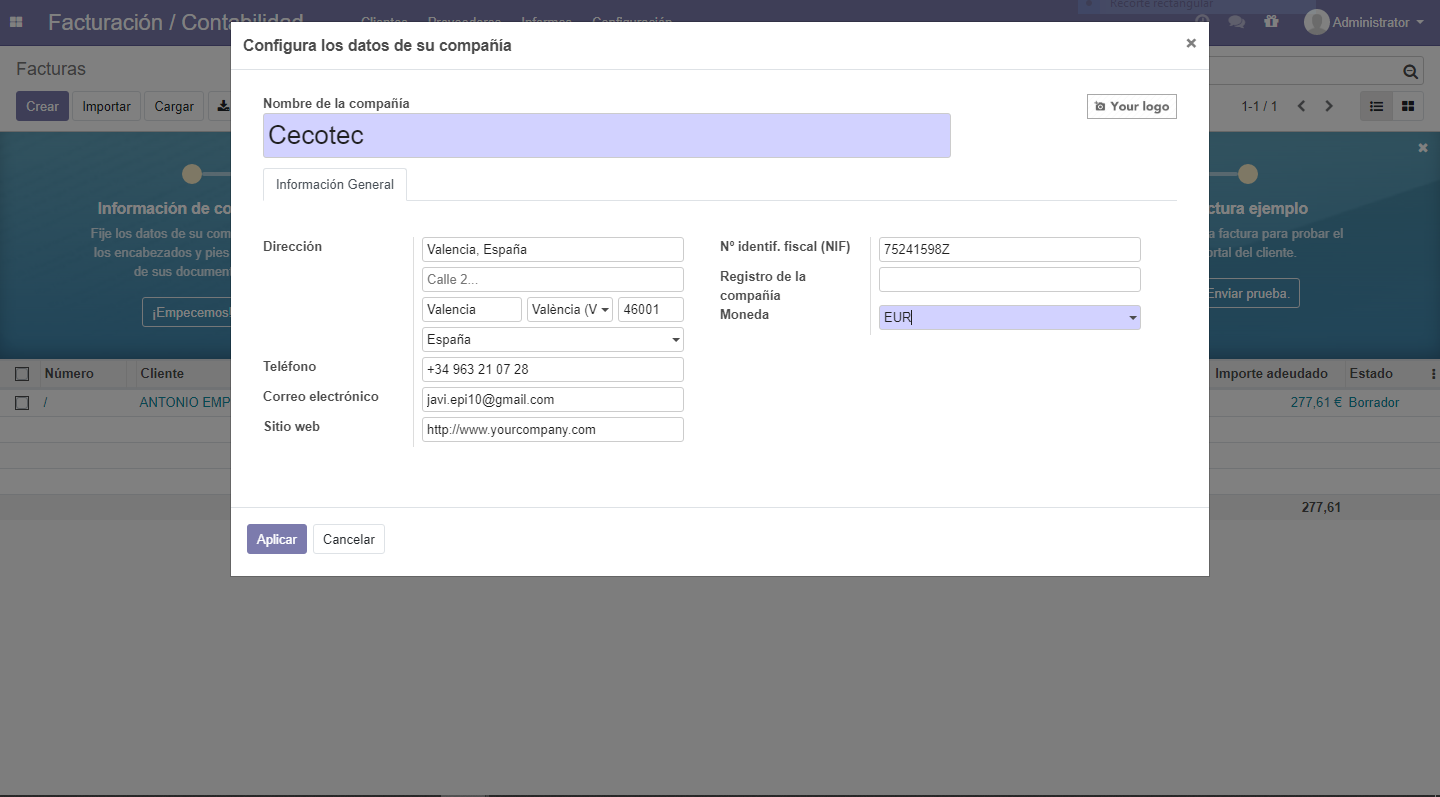 Recorte rectangular
Facturación / Contabilidad
Clientes Proveedores Informes Configuración
Administrator
Configura los datos de su compañía
×
Facturas
Crear Importar Cargar
1-1 / 1
Nombre de la compañía
Your logo
Cecotec
Información General
Información de co
Fije los datos de su com
los encabezados y pies
de sus document
¡Empecemos!
ctura ejemplo
a factura para probar el
ortal del cliente.
Enviar prueba.
Dirección
Valencia, España
Calle 2...
Valencia València (V 46001
España
Teléfono +34 963 21 07 28
Correo electrónico javi.epi10@gmail.com
Sitio web http://www.yourcompany.com
Nº identif. fiscal (NIF) 75241598Z
Registro de la
compañía
Moneda EUR
Número Cliente Importe adeudado Estado
/ ANTONIO EMP 277,61 € Borrador
277,61
Aplicar Cancelar